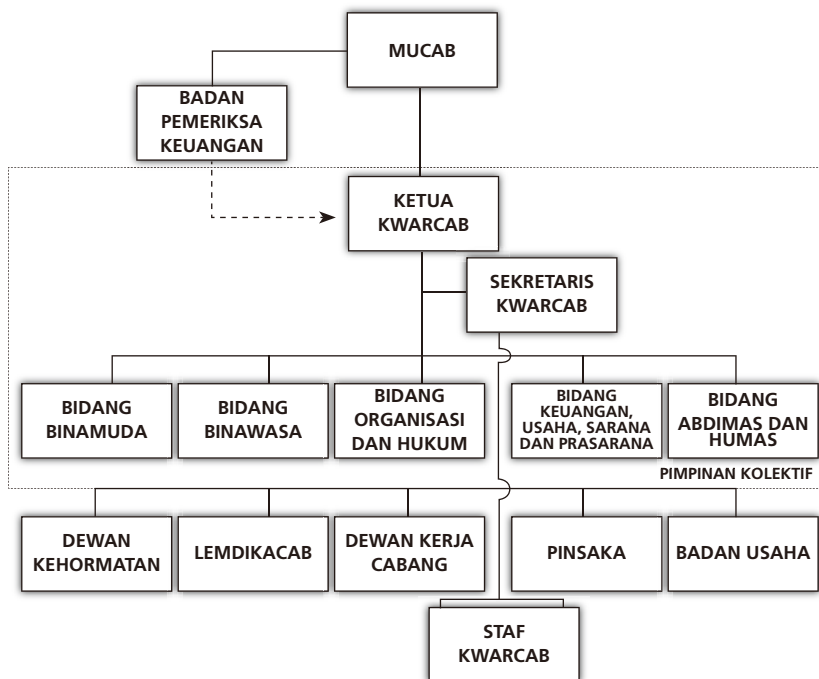 MUCAB
BADAN
PEMERIKSA
KEUANGAN
KETUA
KWARCAB
SEKRETARIS
KWARCAB
BIDANG
BINAMUDA
BIDANG
BINAWASA
BIDANG
ORGANISASI
DAN HUKUM
BIDANG
KEUANGAN,
USAHA, SARANA
DAN PRASARANA
BIDANG
ABDIMAS DAN
HUMAS
PIMPINAN KOLEKTIF
DEWAN
KEHORMATAN
LEMDIKACAB
DEWAN KERJA
CABANG
PINSAKA
BADAN USAHA
STAF
KWARCAB